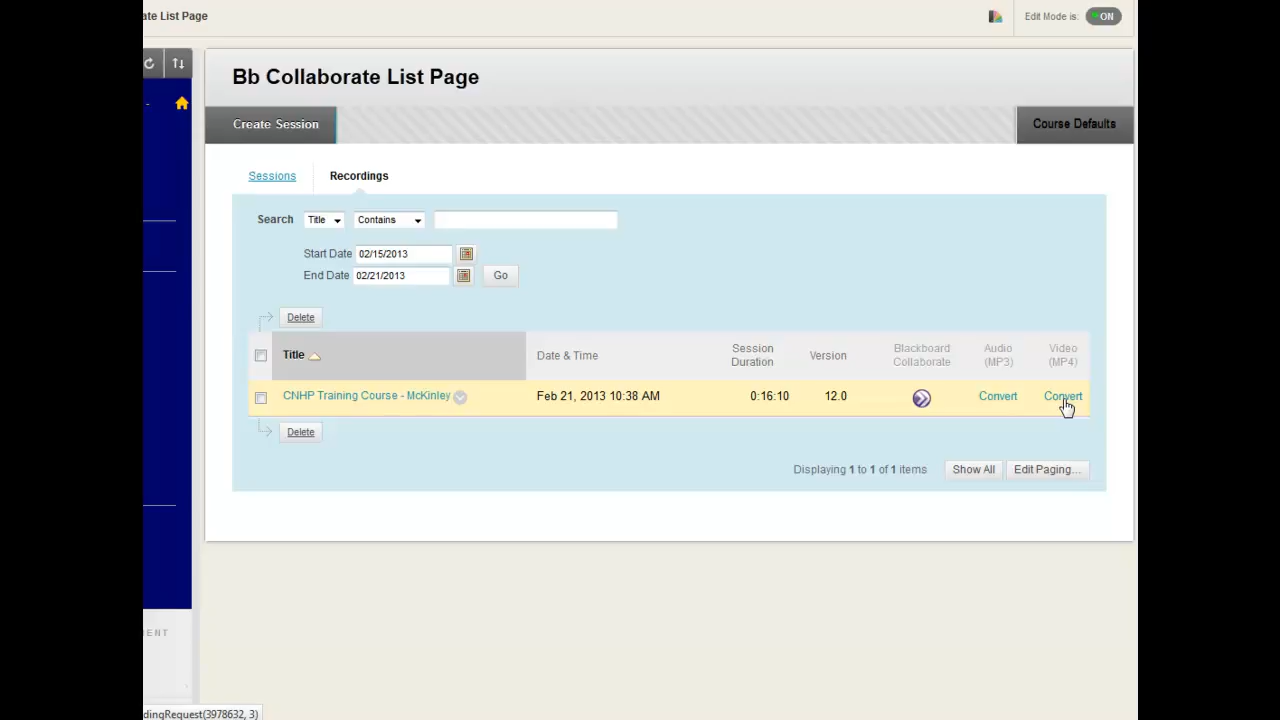 ate List Page
Edit Mode is: ON
Bb Collaborate List Page
Create Session
Course Defaults
Sessions
Recordings
Search Title Contains
Start Date 02/15/2013
End Date 02/21/2013 Go
Delete
Title Date & Time Session Duration Version Blackboard Collaborate Audio (MP3) Video (MP4)
CNHP Training Course - McKinley Feb 21, 2013 10:38 AM 0:16:10 12.0 Convert Convert
Delete
Displaying 1 to 1 of 1 items Show All Edit Paging...
ENT
dingRequest(3978632, 3)